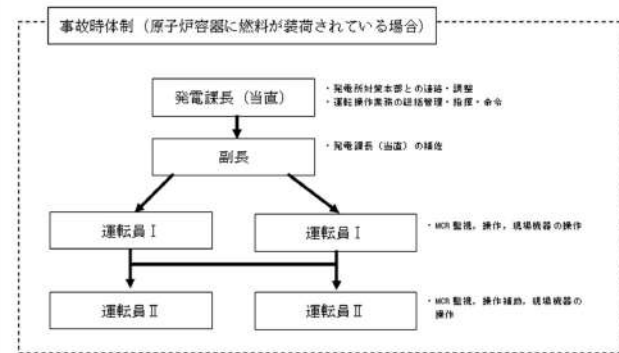 事故時体制（原子炉容器に燃料が装荷されている場合）
発電課長（当直）
・発電所対策本部との連絡・調整
・運転操作業務の総括管理・指揮・命令
副長
・発電課長（当直）の補佐
運転員Ⅰ
運転員Ⅰ
・MCR監視，操作，現場機器の操作
運転員Ⅱ
運転員Ⅱ
・MCR監視，操作補助，現場機器の
操作